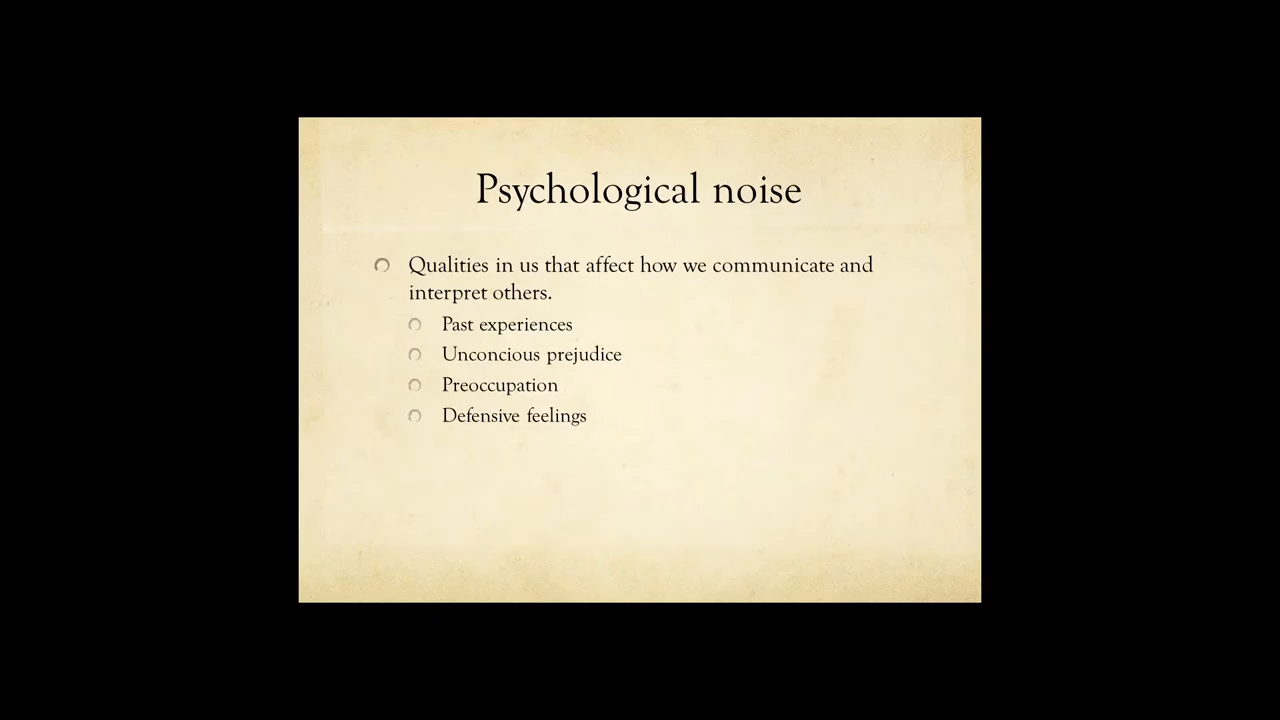 Psychological noise
Qualities in us that affect how we communicate and
interpret others.
Past experiences
Unconcious prejudice
Preoccupation
Defensive feelings